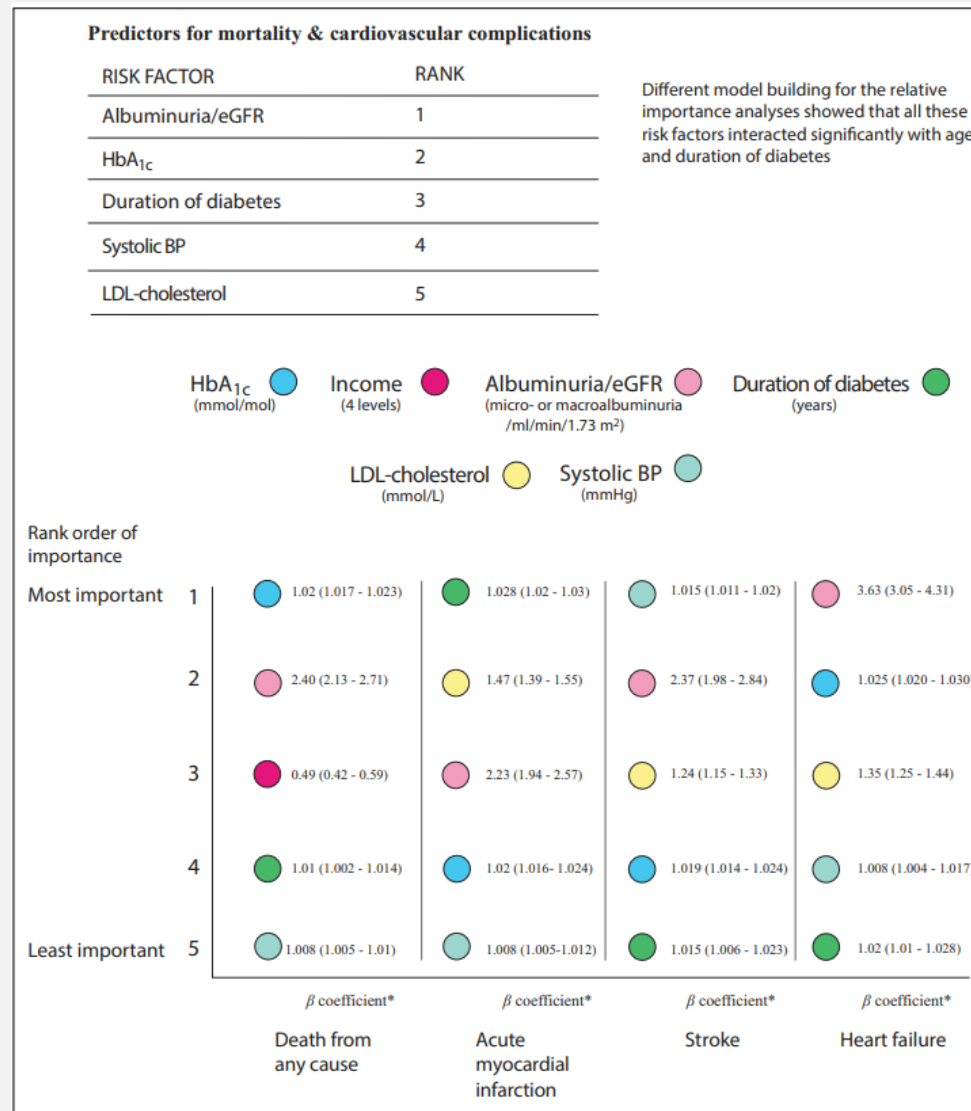 Predictors for mortality & cardiovascular complications
RISK FACTOR RANK
Albuminuria/eGFR 1
HbA1c 2
Duration of diabetes 3
Systolic BP 4
LDL-cholesterol 5
Different model building for the relative
importance analyses showed that all these
risk factors interacted significantly with age
and duration of diabetes
HbA1c Income Albuminuria/eGFR Duration of diabetes
(mmol/mol) (4 levels) (micro- or macroalbuminuria (years)
/ml/min/1.73 m²)
LDL-cholesterol Systolic BP
(mmol/L) (mmHg)
Rank order of
importance
Most important 1 1.02 (1.017 - 1.023) 1.028 (1.02 - 1.03) 1.015 (1.011 - 1.02) 3.63 (3.05 - 4.31)
2 2.40 (2.13 - 2.71) 1.47 (1.39 - 1.55) 2.37 (1.98 - 2.84) 1.025 (1.020 - 1.030)
3 0.49 (0.42 - 0.59) 2.23 (1.94 - 2.57) 1.24 (1.15 - 1.33) 1.35 (1.25 - 1.44)
4 1.01 (1.002 - 1.014) 1.02 (1.016- 1.024) 1.019 (1.014 - 1.024) 1.008 (1.004 - 1.017)
Least important 5 1.008 (1.005 - 1.01) 1.008 (1.005-1.012) 1.015 (1.006 - 1.023) 1.02 (1.01 - 1.028)
β coefficient* β coefficient* β coefficient* β coefficient*
Death from Acute Stroke Heart failure
any cause myocardial
infarction